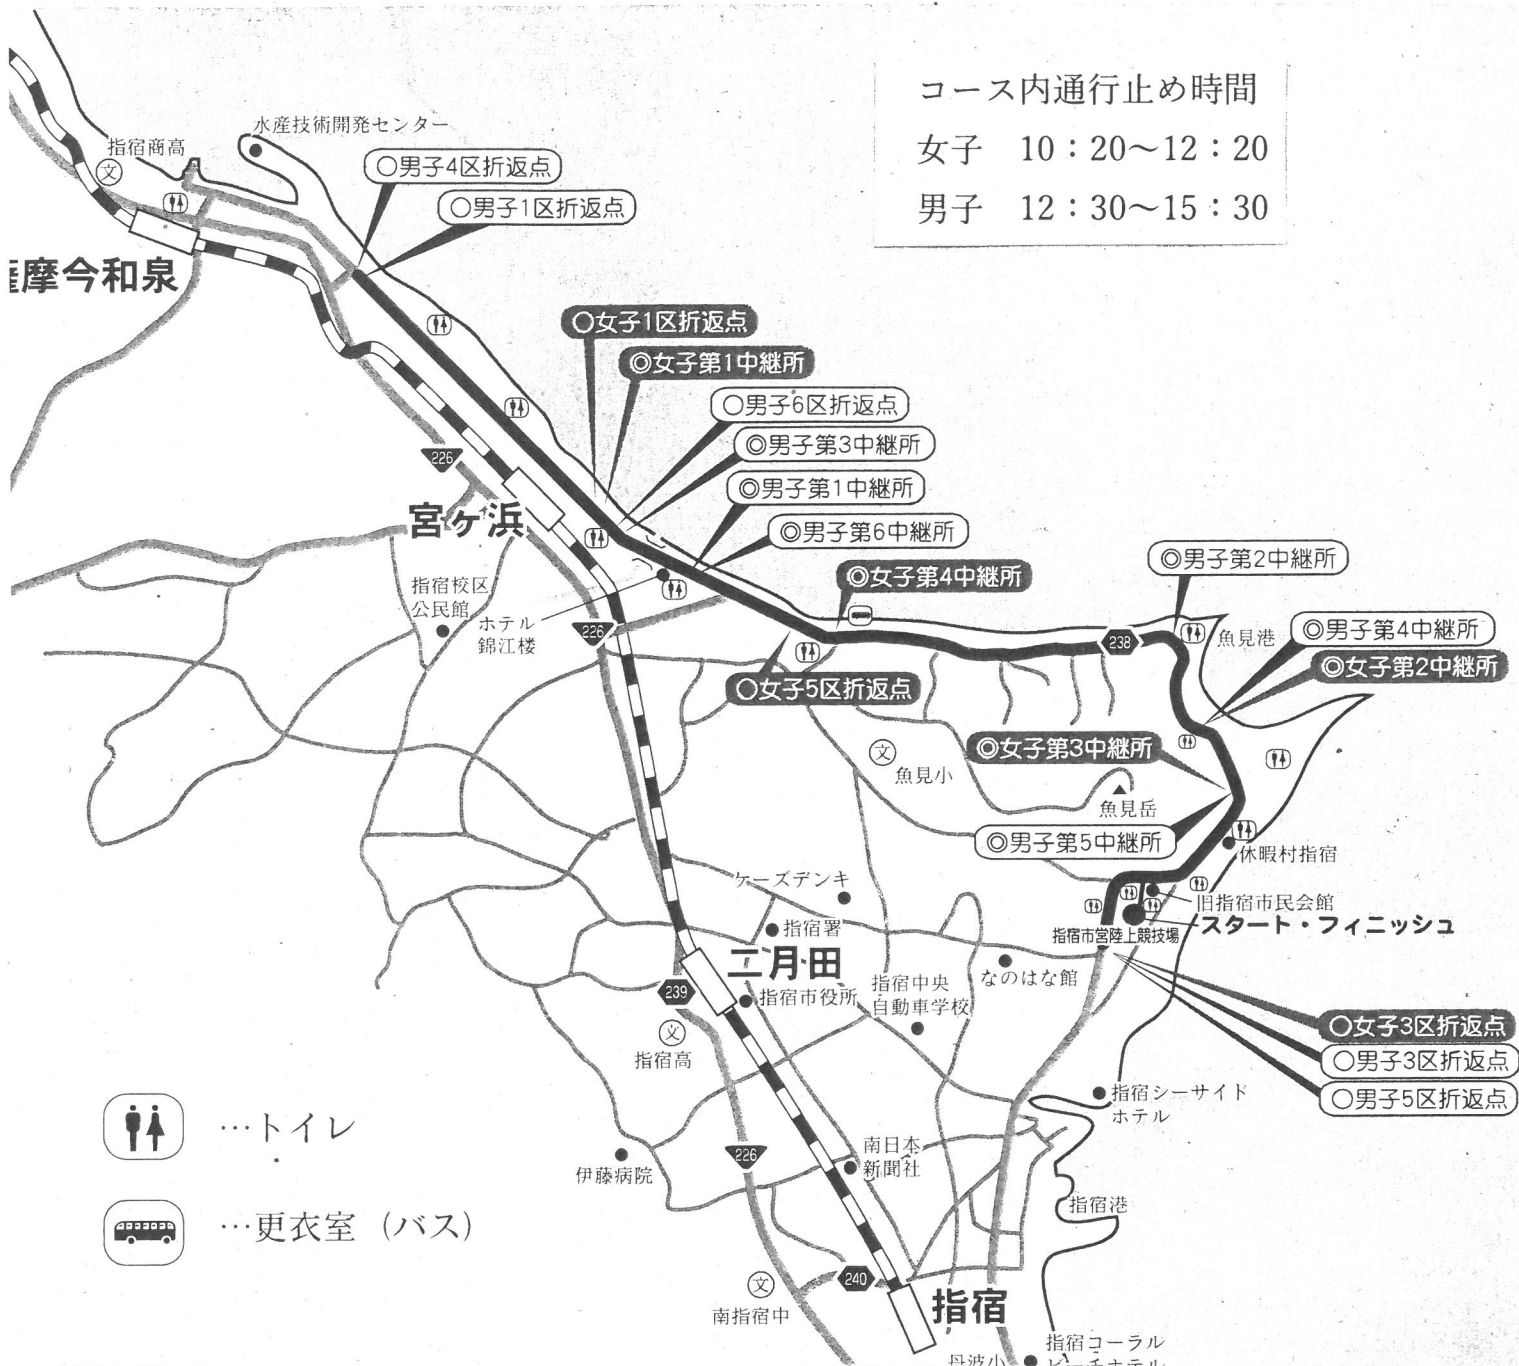 コース内通行止め時間
女子 10:20～12:20
男子 12:30～15:30
水産技術開発センター
指宿商高
文
○男子4区折返点
○男子1区折返点
摩今和泉
○女子1区折返点
◎女子第1中継所
○男子6区折返点
◎男子第3中継所
◎男子第1中継所
◎男子第6中継所
◎女子第4中継所
◎男子第2中継所
226
宮ヶ浜
指宿校区
公民館
ホテル
錦江楼
226
238
魚見港
◎男子第4中継所
◎女子第2中継所
○女子5区折返点
◎女子第3中継所
文
魚見小
魚見岳
◎男子第5中継所
休暇村指宿
ケーズデンキ
旧指宿市民会館
スタート・フィニッシュ
指宿市営陸上競技場
指宿署
二月田
なのはな館
指宿中央
自動車学校
指宿市役所
239
文
指宿高
○女子3区折返点
○男子3区折返点
○男子5区折返点
指宿シーサイド
ホテル
…トイレ
南日本
新聞社
226
伊藤病院
指宿港
…更衣室（バス）
文
南指宿中
240
指宿
指宿コーラル
ビーチホテル
丹波小